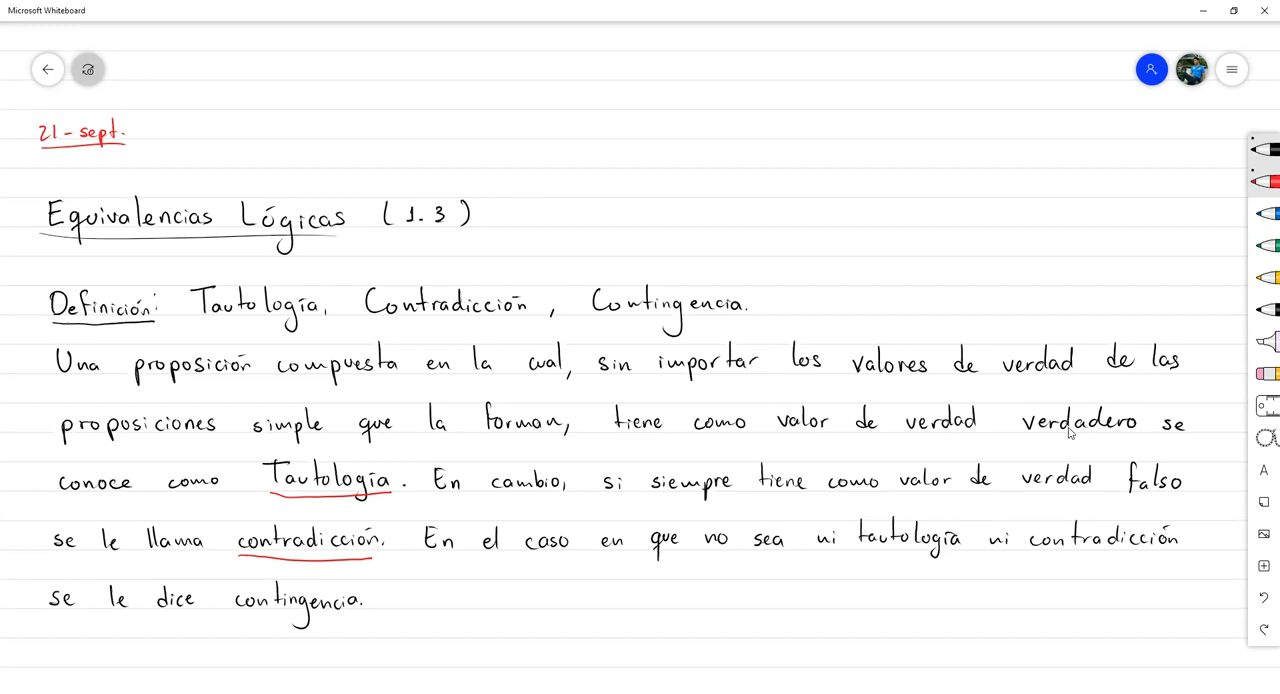 Microsoft Whiteboard
21-sept.
Equivalencias Lógicas (1.3)
Definición: Tautología, Contradicción, Contingencia.
Una proposición compuesta en la cual, sin importar los valores de verdad de las
proposiciones simple que la forman, tiene como valor de verdad verdadero se
conoce como Tautología. En cambio, si siempre tiene como valor de verdad falso
se le llama contradicción. En el caso en que no sea ni tautología ni contradicción
se le dice contingencia.
A